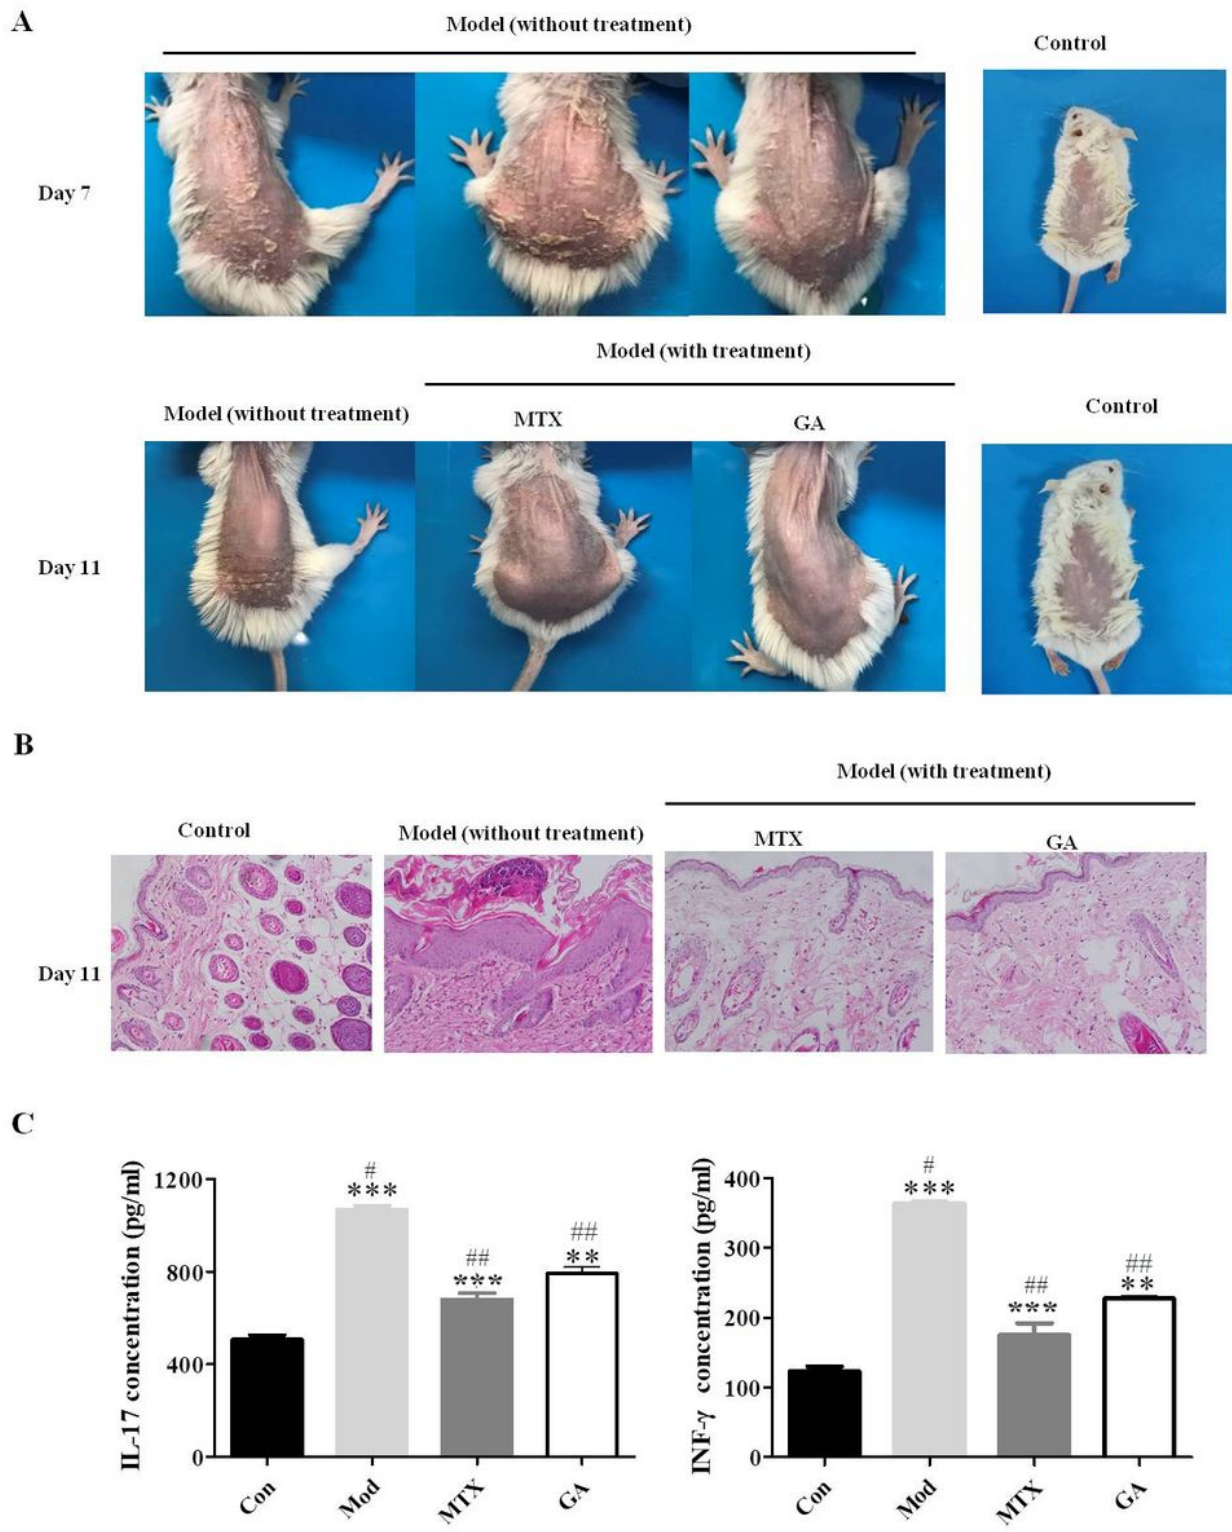 A
Model (without treatment)
Control
Day 7
Model (with treatment)
Model (without treatment)
MTX
GA
Control
Day 11
B
Model (with treatment)
Control
Model (without treatment)
MTX
GA
Day 11
C
IL-17 concentration (pg/ml)
1200
800
400
0
#
***
##
***
##
**
Con
Mod
MTX
GA
INF-γ concentration (pg/ml)
400
300
200
100
0
#
***
##
***
##
**
Con
Mod
MTX
GA